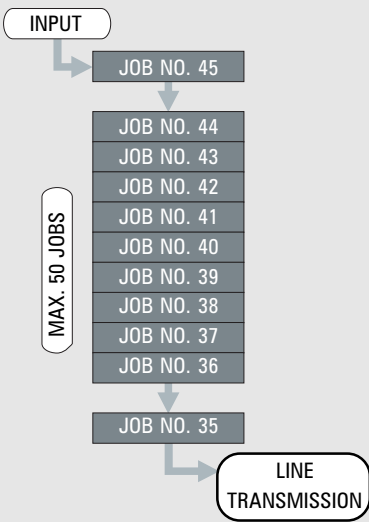 INPUT
JOB NO. 45
JOB NO. 44
JOB NO. 43
JOB NO. 42
JOB NO. 41
JOB NO. 40
JOB NO. 39
JOB NO. 38
JOB NO. 37
JOB NO. 36
MAX. 50 JOBS
JOB NO. 35
LINE
TRANSMISSION